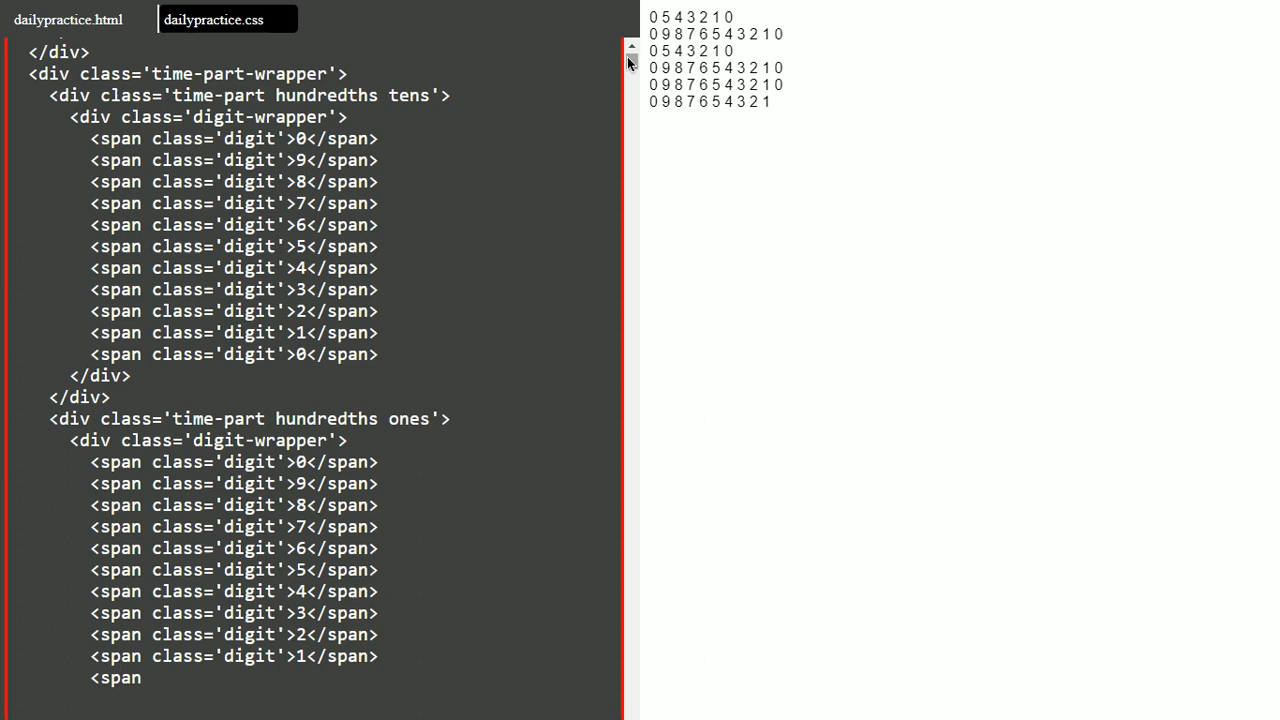 dailypractice.html dailypractice.css
</div>
<div class='time-part-wrapper'>
<div class='time-part hundredths tens'>
<div class='digit-wrapper'>
<span class='digit'>0</span>
<span class='digit'>9</span>
<span class='digit'>8</span>
<span class='digit'>7</span>
<span class='digit'>6</span>
<span class='digit'>5</span>
<span class='digit'>4</span>
<span class='digit'>3</span>
<span class='digit'>2</span>
<span class='digit'>1</span>
<span class='digit'>0</span>
</div>
</div>
<div class='time-part hundredths ones'>
<div class='digit-wrapper'>
<span class='digit'>0</span>
<span class='digit'>9</span>
<span class='digit'>8</span>
<span class='digit'>7</span>
<span class='digit'>6</span>
<span class='digit'>5</span>
<span class='digit'>4</span>
<span class='digit'>3</span>
<span class='digit'>2</span>
<span class='digit'>1</span>
<span
0 5 4 3 2 1 0
0 9 8 7 6 5 4 3 2 1 0
0 5 4 3 2 1 0
0 9 8 7 6 5 4 3 2 1 0
0 9 8 7 6 5 4 3 2 1 0
0 9 8 7 6 5 4 3 2 1